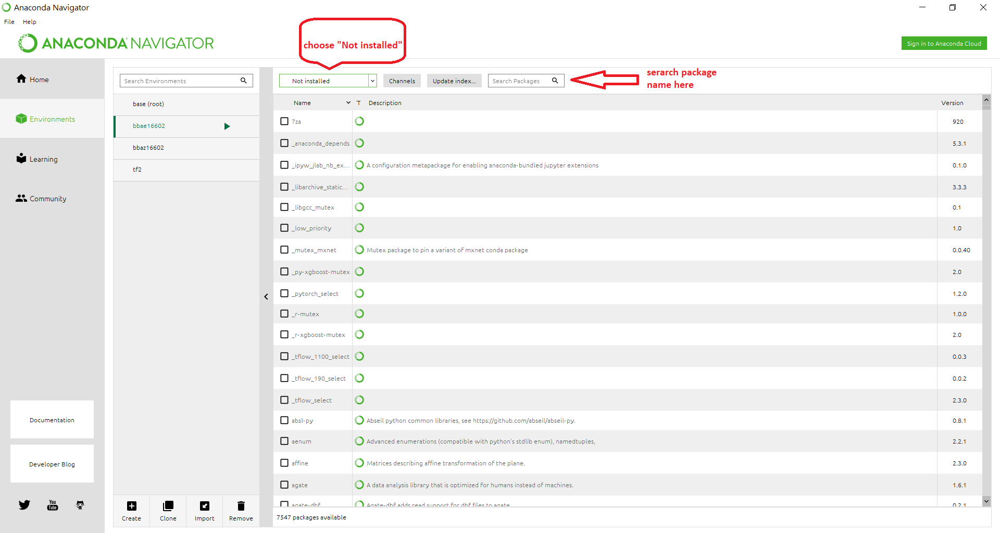 Anaconda Navigator
File Help
ANACONDA NAVIGATOR
choose "Not installed"
Sign in to Anaconda Cloud
Home
Environments
Learning
Community
Documentation
Developer Blog
You
Tube
Search Environments
base (root)
bbae16602
bbaz16602
tf2
Create Clone Import Remove
Not installed Channels Update index... Search Packages
serarch package
name here
Name T Description Version
7za 920
_anaconda_depends 5.3.1
_ipyw_jlab_nb_ex... A configuration metapackage for enabling anaconda-bundled jupyter extensions 0.1.0
_libarchive_static... 3.3.3
_libgcc_mutex 0.1
_low_priority 1.0
_mutex_mxnet Mutex package to pin a variant of mxnet conda package 0.0.40
_py-xgboost-mutex 2.0
_pytorch_select 1.2.0
_r-mutex 1.0.0
_r-xgboost-mutex 2.0
_tflow_1100_select 0.0.3
_tflow_190_select 0.0.2
_tflow_select 2.3.0
absl-py Abseil python common libraries, see https://github.com/abseil/abseil-py. 0.8.1
aenum Advanced enumerations (compatible with python's stdlib enum), namedtuples, 2.2.1
affine Matrices describing affine transformation of the plane. 2.3.0
agate A data analysis library that is optimized for humans instead of machines. 1.6.1
agate-dbf Agate-dbf adds read support for dbf files to agate. 0.2.1
7547 packages available